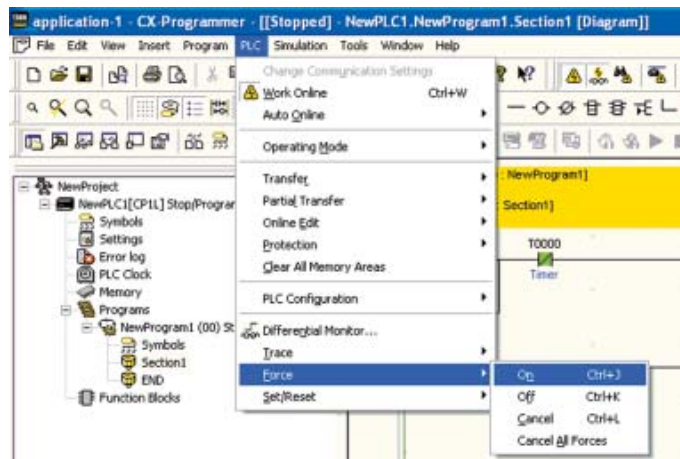 application-1 - CX-Programmer - [[Stopped] - NewPLC1.NewProgram1.Section1 [Diagram]]
File Edit View Insert Program PLC Simulation Tools Window Help
Change Communication Settings
Work Online Ctrl+W
Auto Online
Operating Mode
Transfer
: NewProgram1]
NewProject
Partial Transfer
NewPLC1[CP1L] Stop/Progra
Online Edit
: Section1]
Symbols
Protection
Settings
Clear All Memory Areas
T0000
Error log
PLC Clock
PLC Configuration
Timer
Memory
Programs
Differential Monitor...
NewProgram1 (00) St
Trace
Symbols
Force
On Ctrl+J
Section1
Set/Reset
Off Ctrl+K
END
Cancel Ctrl+L
Function Blocks
Cancel All Forces